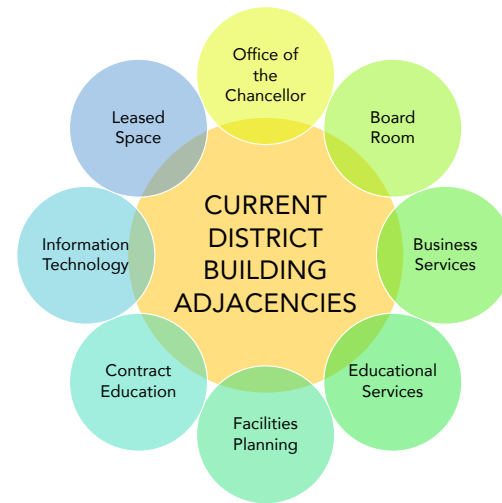 Office of
the
Chancellor
Board
Room
Business
Services
Educational
Services
Facilities
Planning
Contract
Education
Information
Technology
Leased
Space
CURRENT
DISTRICT
BUILDING
ADJACENCIES